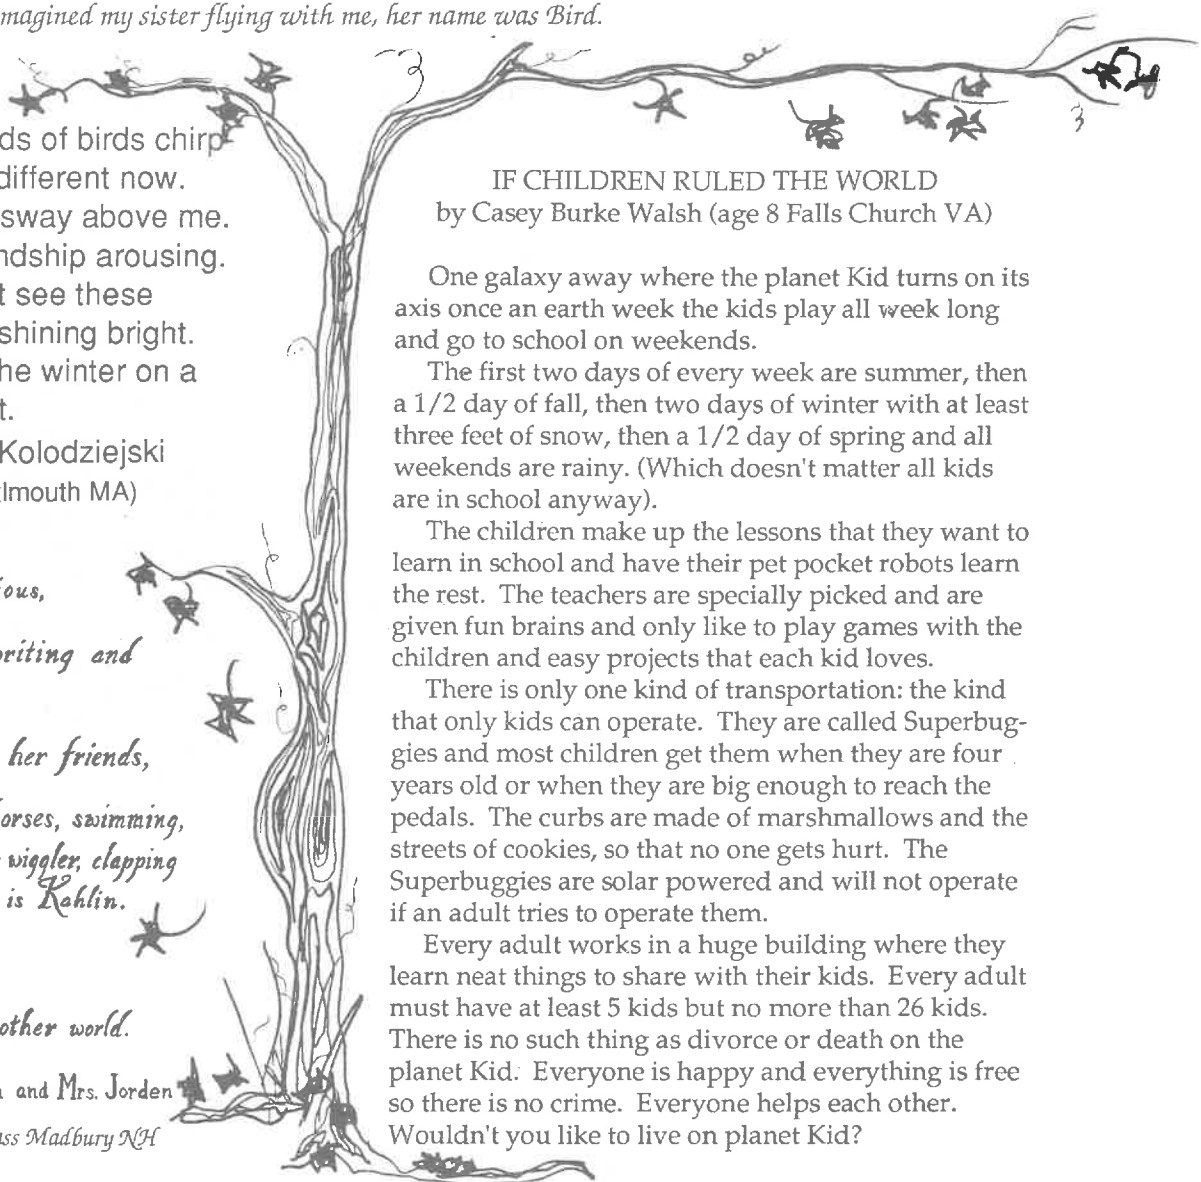 magined my sister flying with me, her name was Bird.
ds of birds chirp
different now.
sway above me.
ndship arousing.
t see these
shining bright.
he winter on a
t.
Kolodziejski
lmouth MA)
ious,
writing and
her friends,
orses, swimming,
wiggler, clapping
is Kahlin.
other world.
and Mrs. Jorden
ass Madbury NH
IF CHILDREN RULED THE WORLD
by Casey Burke Walsh (age 8 Falls Church VA)
One galaxy away where the planet Kid turns on its
axis once an earth week the kids play all week long
and go to school on weekends.
The first two days of every week are summer, then
a 1/2 day of fall, then two days of winter with at least
three feet of snow, then a 1/2 day of spring and all
weekends are rainy. (Which doesn't matter all kids
are in school anyway).
The children make up the lessons that they want to
learn in school and have their pet pocket robots learn
the rest.  The teachers are specially picked and are
given fun brains and only like to play games with the
children and easy projects that each kid loves.
There is only one kind of transportation: the kind
that only kids can operate.  They are called Superbug-
gies and most children get them when they are four
years old or when they are big enough to reach the
pedals.  The curbs are made of marshmallows and the
streets of cookies, so that no one gets hurt.  The
Superbuggies are solar powered and will not operate
if an adult tries to operate them.
Every adult works in a huge building where they
learn neat things to share with their kids.  Every adult
must have at least 5 kids but no more than 26 kids.
There is no such thing as divorce or death on the
planet Kid.  Everyone is happy and everything is free
so there is no crime.  Everyone helps each other.
Wouldn't you like to live on planet Kid?